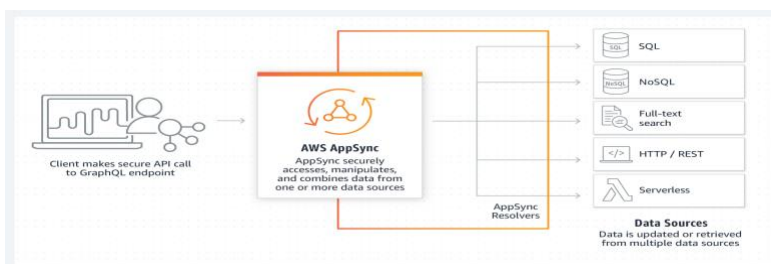 Client makes secure API call
to GraphQL endpoint
AWS AppSync
AppSync securely
accesses, manipulates,
and combines data from
one or more data sources
AppSync
Resolvers
SQL
SQL
NoSQL
NoSQL
Full-text
search
</>
HTTP / REST
Serverless
Data Sources
Data is updated or retrieved
from multiple data sources